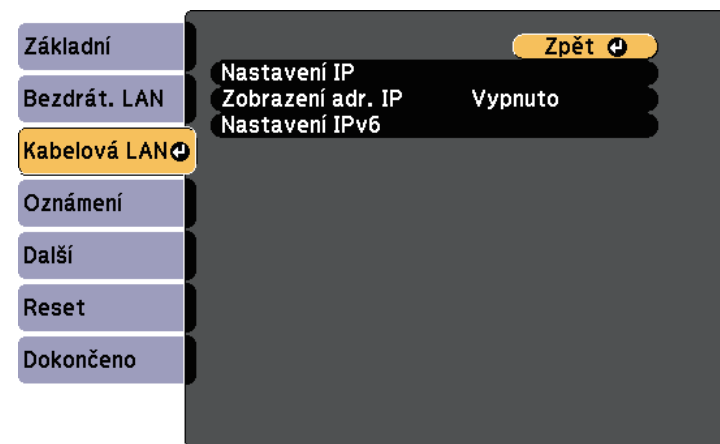 Základní
Bezdrát. LAN
Kabelová LAN
Oznámení
Další
Reset
Dokončeno
Zpět
Nastavení IP
Zobrazení adr. IP Vypnuto
Nastavení IPv6